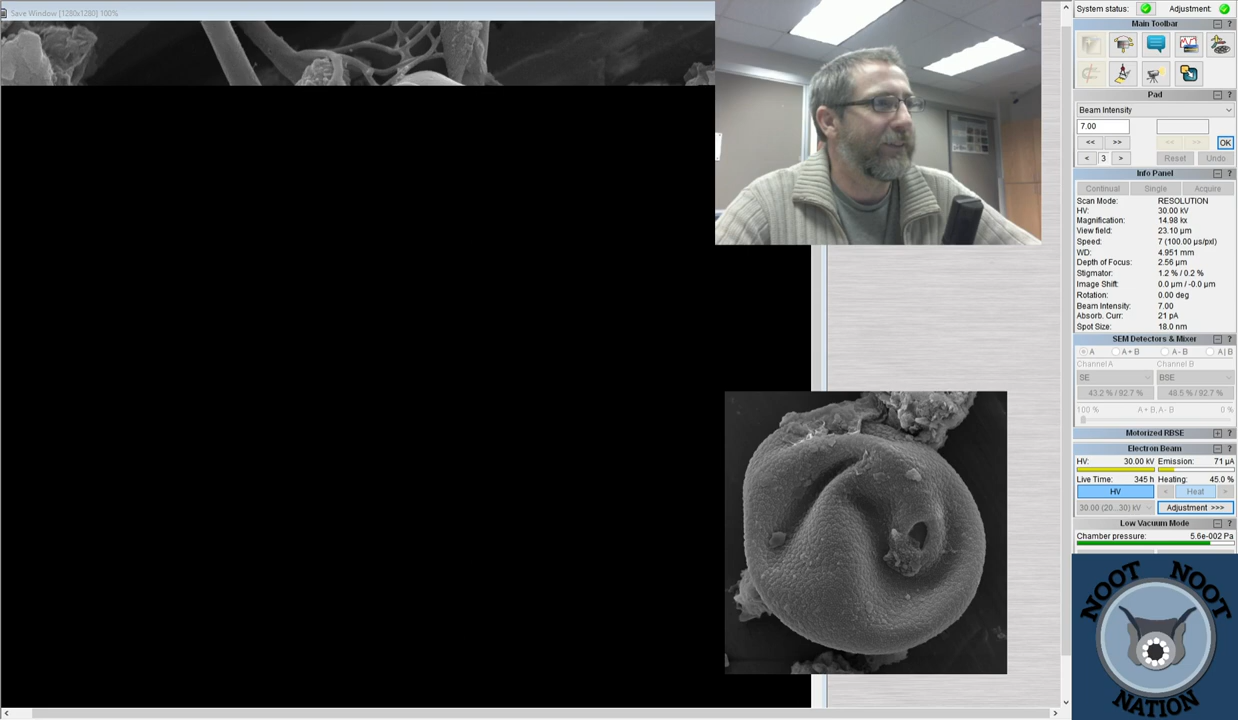 Save Window [1280x1280] 100%
System status: Adjustment:
Main Toolbar
Pad
Beam Intensity
7.00
<< >> << >> OK
< 3 > Reset Undo
Info Panel
Continual Single Acquire
Scan Mode: RESOLUTION
HV: 30.00 kV
Magnification: 14.98 kx
View field: 23.10 µm
Speed: 7 (100.00 µs/pxl)
WD: 4.951 mm
Depth of Focus: 2.56 µm
Stigmator: 1.2 % / 0.2 %
Image Shift: 0.0 µm / -0.0 µm
Rotation: 0.00 deg
Beam Intensity: 7.00
Absorb. Curr: 21 pA
Spot Size: 18.0 nm
SEM Detectors & Mixer
A A + B A - B A | B
Channel A Channel B
SE BSE
43.2 % / 92.7 % 48.5 % / 92.7 %
100 % A + B, A - B 0 %
Motorized RBSE
Electron Beam
HV: 30.00 kV Emission: 71 µA
Live Time: 345 h Heating: 45.0 %
HV < Heat >
30.00 (20...30) kV Adjustment >>>
Low Vacuum Mode
Chamber pressure: 5.6e-002 Pa
NOOT NOOT
NATION